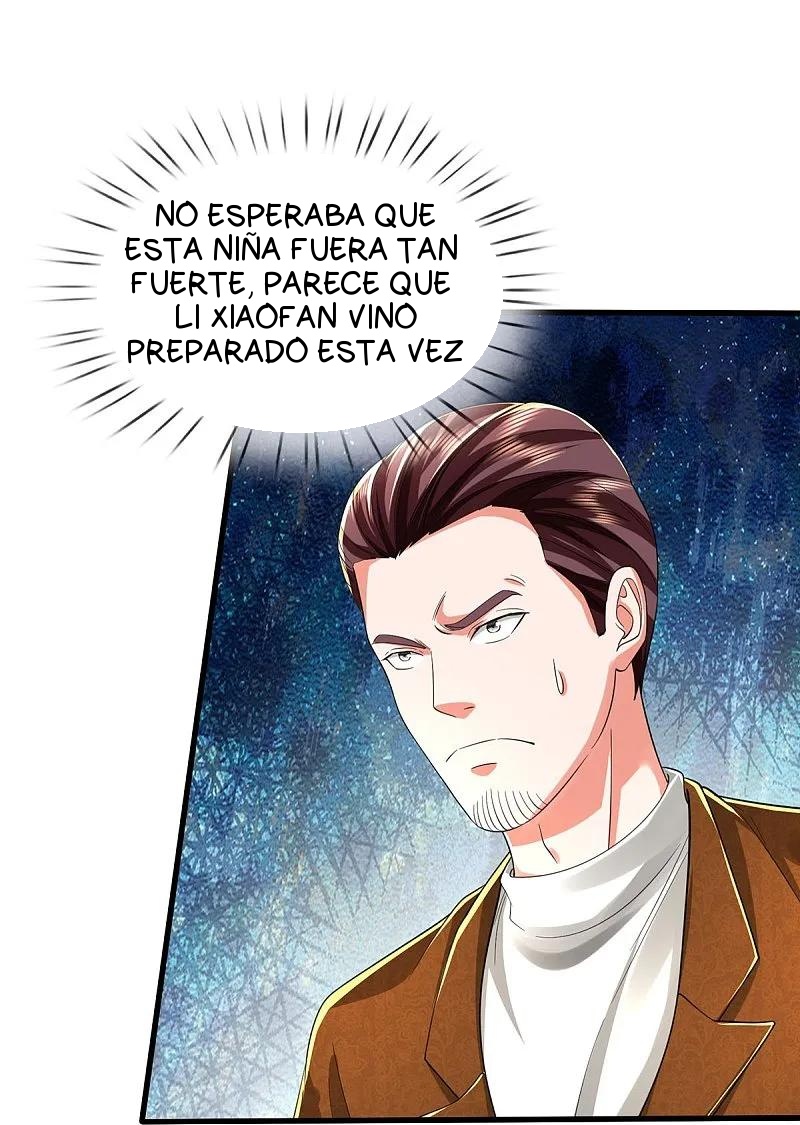 NO ESPERABA QUE
ESTA NIÑA FUERA TAN
FUERTE, PARECE QUE
LI XIAOFAN VINO
PREPARADO ESTA VEZ